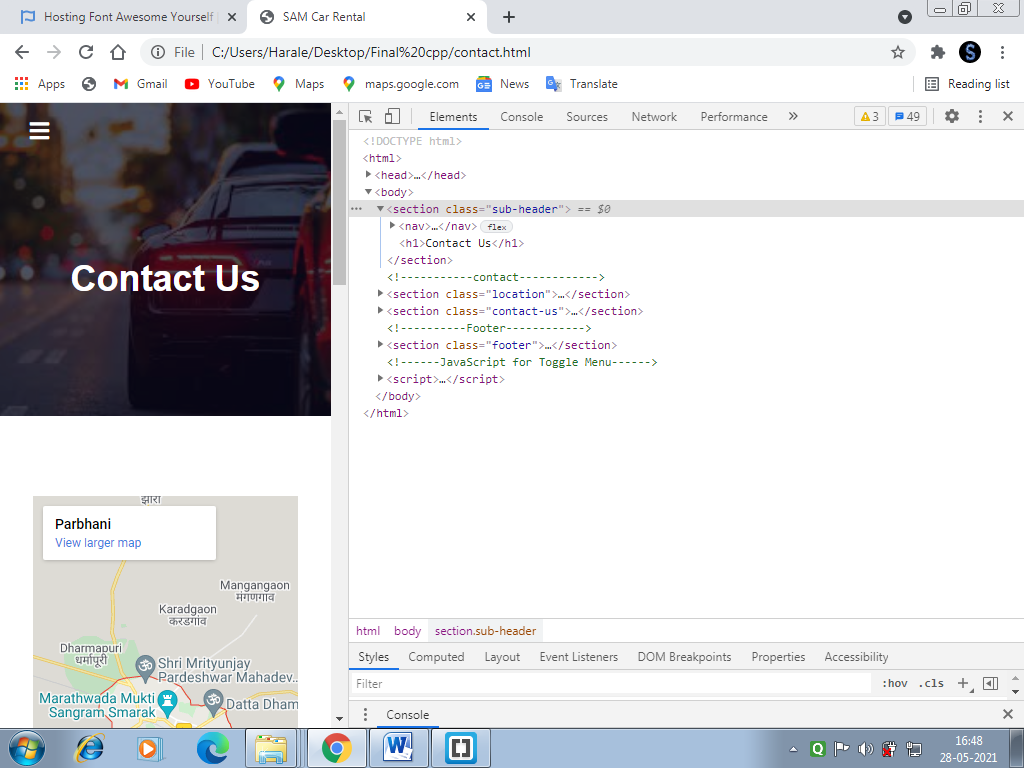 Hosting Font Awesome Yourself
SAM Car Rental
File
C:/Users/Harale/Desktop/Final%20cpp/contact.html
Apps
Gmail
YouTube
Maps
maps.google.com
News
Translate
Reading list
Contact Us
Parbhani
View larger map
झारी
Mangangaon
मंगणगाव
Karadgaon
करडगाव
Dharmapuri
धर्मापूरी
Shri Mrityunjay
Pardeshwar Mahadev...
Marathwada Mukti
Sangram Smarak
Datta Dham
Elements
Console
Sources
Network
Performance
3
49
<!DOCTYPE html>
<html>
<head>…</head>
<body>
<section class="sub-header"> == $0
<nav>…</nav> flex
<h1>Contact Us</h1>
</section>
<!-----------contact------------>
<section class="location">…</section>
<section class="contact-us">…</section>
<!----------Footer------------>
<section class="footer">…</section>
<!------JavaScript for Toggle Menu------>
<script>…</script>
</body>
</html>
html body section.sub-header
Styles Computed Layout Event Listeners DOM Breakpoints Properties Accessibility
Filter
:hov .cls
Console
16:48
28-05-2021